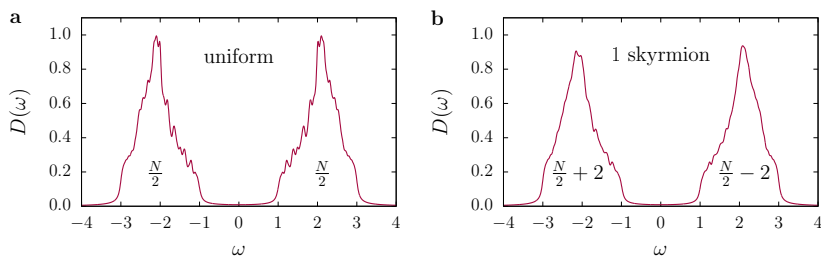 a
uniform
D(ω)
1.0
0.8
0.6
0.4
0.2
0.0
N/2
N/2
−4 −3 −2 −1 0 1 2 3 4
ω
b
1 skyrmion
D(ω)
1.0
0.8
0.6
0.4
0.2
0.0
N/2 + 2
N/2 − 2
−4 −3 −2 −1 0 1 2 3 4
ω